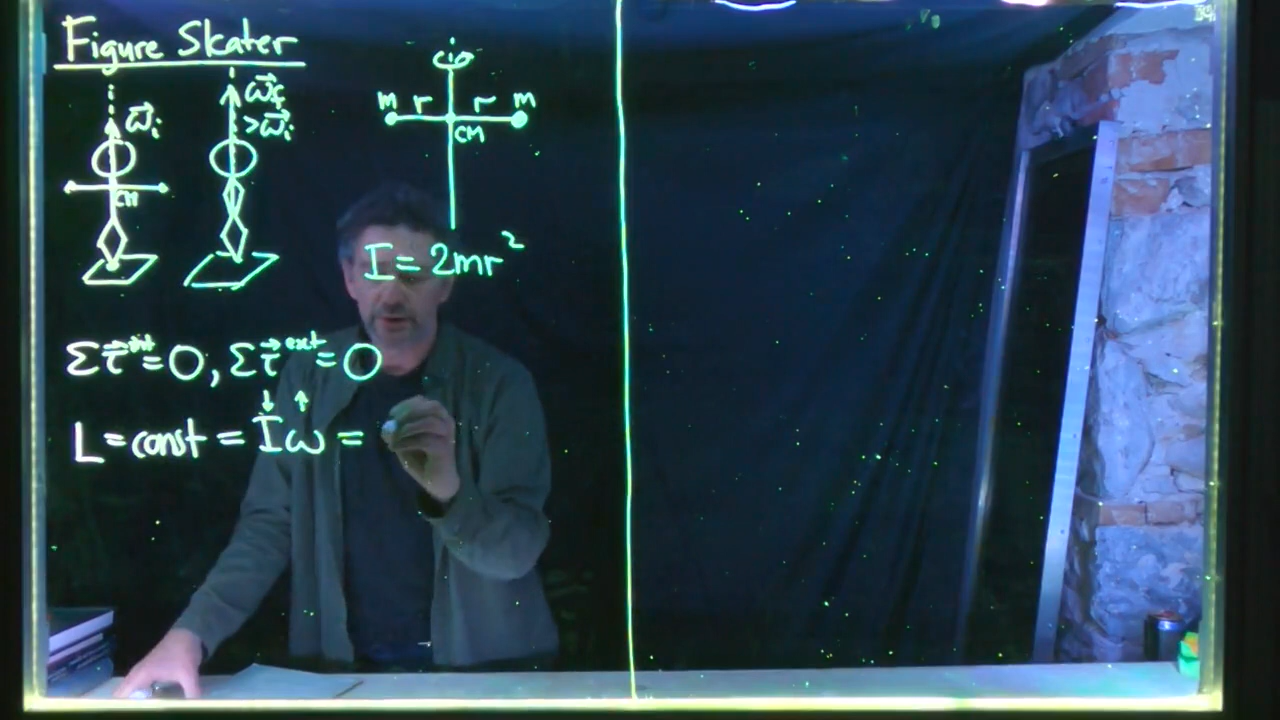 Figure Skater
ω⃗i
ω⃗f
>ω⃗i
CM
m r r m
CM
I = 2mr²
Στ⃗ⁱⁿᵗ=0, Στ⃗ᵉˣᵗ=0
↓ ↑
L = const = Iω =